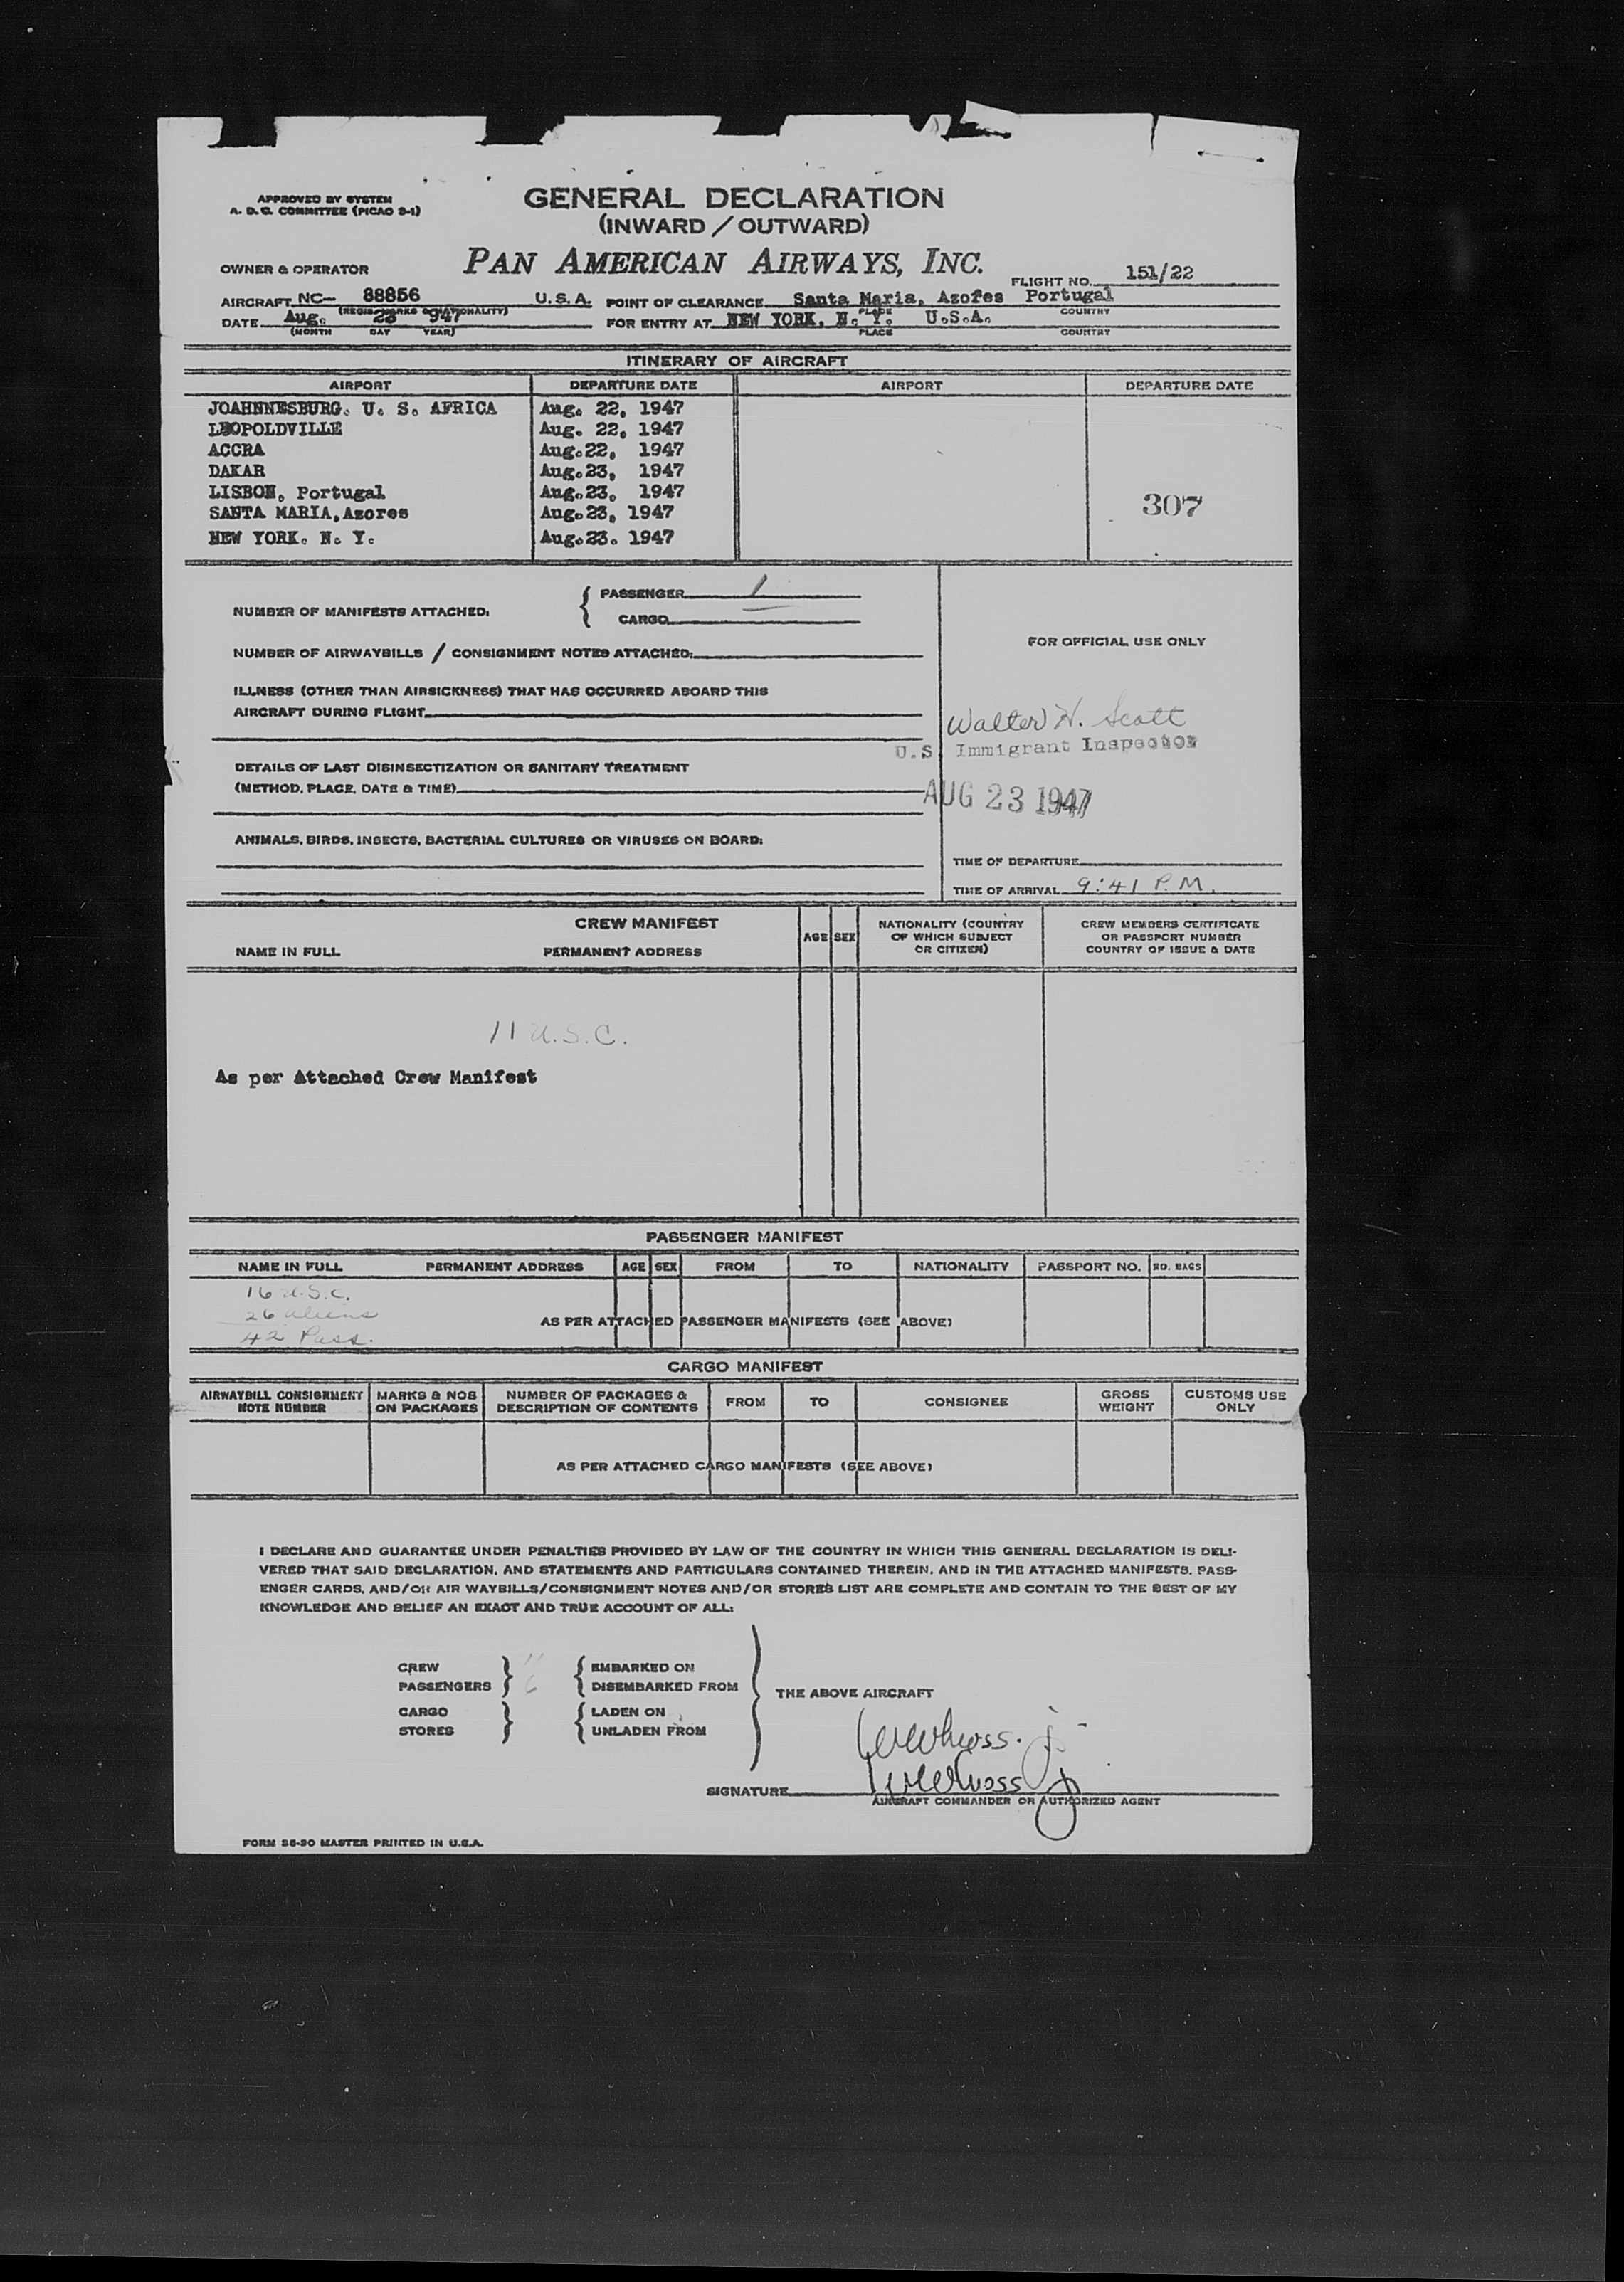 APPROVED BY SYSTEM
A. D. C. COMMITTEE (PICAO 3-1)
GENERAL DECLARATION
(INWARD / OUTWARD)
OWNER & OPERATOR
PAN AMERICAN AIRWAYS, INC.
FLIGHT NO. 151/22
AIRCRAFT NC- 88856 U. S. A. POINT OF CLEARANCE Santa Maria, Azores Portugal
(REGIS. MARKS & NATIONALITY) PLACE COUNTRY
DATE Aug. 23 947 FOR ENTRY AT NEW YORK, N. Y. U.S.A.
(MONTH DAY YEAR) PLACE COUNTRY
ITINERARY OF AIRCRAFT
AIRPORT DEPARTURE DATE AIRPORT DEPARTURE DATE
JOAHNNESBURG. U. S. AFRICA Aug. 22, 1947
LEOPOLDVILLE Aug. 22, 1947
ACCRA Aug.22, 1947
DAKAR Aug.23, 1947
LISBON, Portugal Aug.23, 1947
SANTA MARIA,Azores Aug.23, 1947
307
NEW YORK. N. Y. Aug.23. 1947
NUMBER OF MANIFESTS ATTACHED: PASSENGER 1
CARGO
FOR OFFICIAL USE ONLY
NUMBER OF AIRWAYBILLS / CONSIGNMENT NOTES ATTACHED:
ILLNESS (OTHER THAN AIRSICKNESS) THAT HAS OCCURRED ABOARD THIS
AIRCRAFT DURING FLIGHT
Walter H. Scott
U.S. Immigrant Inspector
DETAILS OF LAST DISINSECTIZATION OR SANITARY TREATMENT
(METHOD, PLACE, DATE & TIME)
AUG 23 1947
ANIMALS, BIRDS, INSECTS, BACTERIAL CULTURES OR VIRUSES ON BOARD:
TIME OF DEPARTURE
TIME OF ARRIVAL 9:41 P.M.
CREW MANIFEST
NAME IN FULL PERMANENT ADDRESS AGE SEX NATIONALITY (COUNTRY OF WHICH SUBJECT OR CITIZEN) CREW MEMBERS CERTIFICATE OR PASSPORT NUMBER COUNTRY OF ISSUE & DATE
11 U.S.C.
As per Attached Crew Manifest
PASSENGER MANIFEST
NAME IN FULL PERMANENT ADDRESS AGE SEX FROM TO NATIONALITY PASSPORT NO. NO. BAGS
16 U.S.C.
26 aliens
AS PER ATTACHED PASSENGER MANIFESTS (SEE ABOVE)
42 Pass.
CARGO MANIFEST
AIRWAYBILL CONSIGNMENT NOTE NUMBER MARKS & NOS ON PACKAGES NUMBER OF PACKAGES & DESCRIPTION OF CONTENTS FROM TO CONSIGNEE GROSS WEIGHT CUSTOMS USE ONLY
AS PER ATTACHED CARGO MANIFESTS (SEE ABOVE)
I DECLARE AND GUARANTEE UNDER PENALTIES PROVIDED BY LAW OF THE COUNTRY IN WHICH THIS GENERAL DECLARATION IS DELI-
VERED THAT SAID DECLARATION, AND STATEMENTS AND PARTICULARS CONTAINED THEREIN, AND IN THE ATTACHED MANIFESTS, PASS-
ENGER CARDS, AND/OR AIR WAYBILLS/CONSIGNMENT NOTES AND/OR STORES LIST ARE COMPLETE AND CONTAIN TO THE BEST OF MY
KNOWLEDGE AND BELIEF AN EXACT AND TRUE ACCOUNT OF ALL:
CREW 11 EMBARKED ON
PASSENGERS DISEMBARKED FROM
THE ABOVE AIRCRAFT
CARGO LADEN ON
STORES UNLADEN FROM
SIGNATURE
AIRCRAFT COMMANDER OR AUTHORIZED AGENT
FORM 36-30 MASTER PRINTED IN U.S.A.